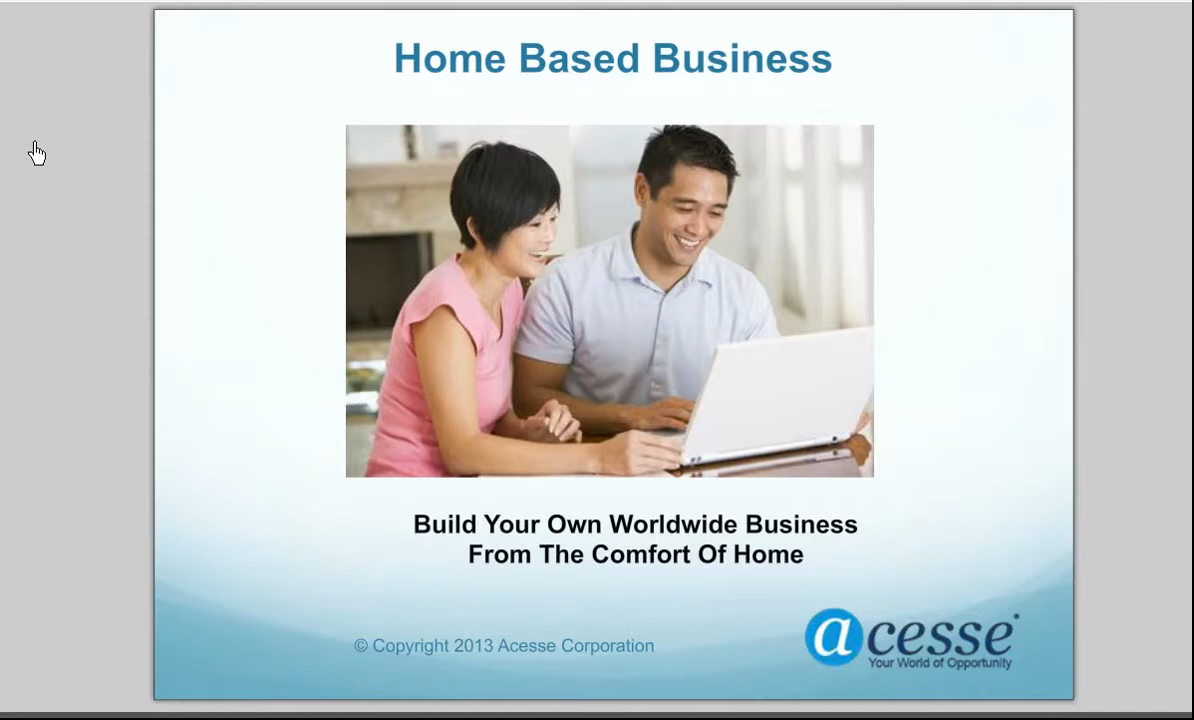 Home Based Business
Build Your Own Worldwide Business
From The Comfort Of Home
© Copyright 2013 Acesse Corporation
acesse
Your World of Opportunity